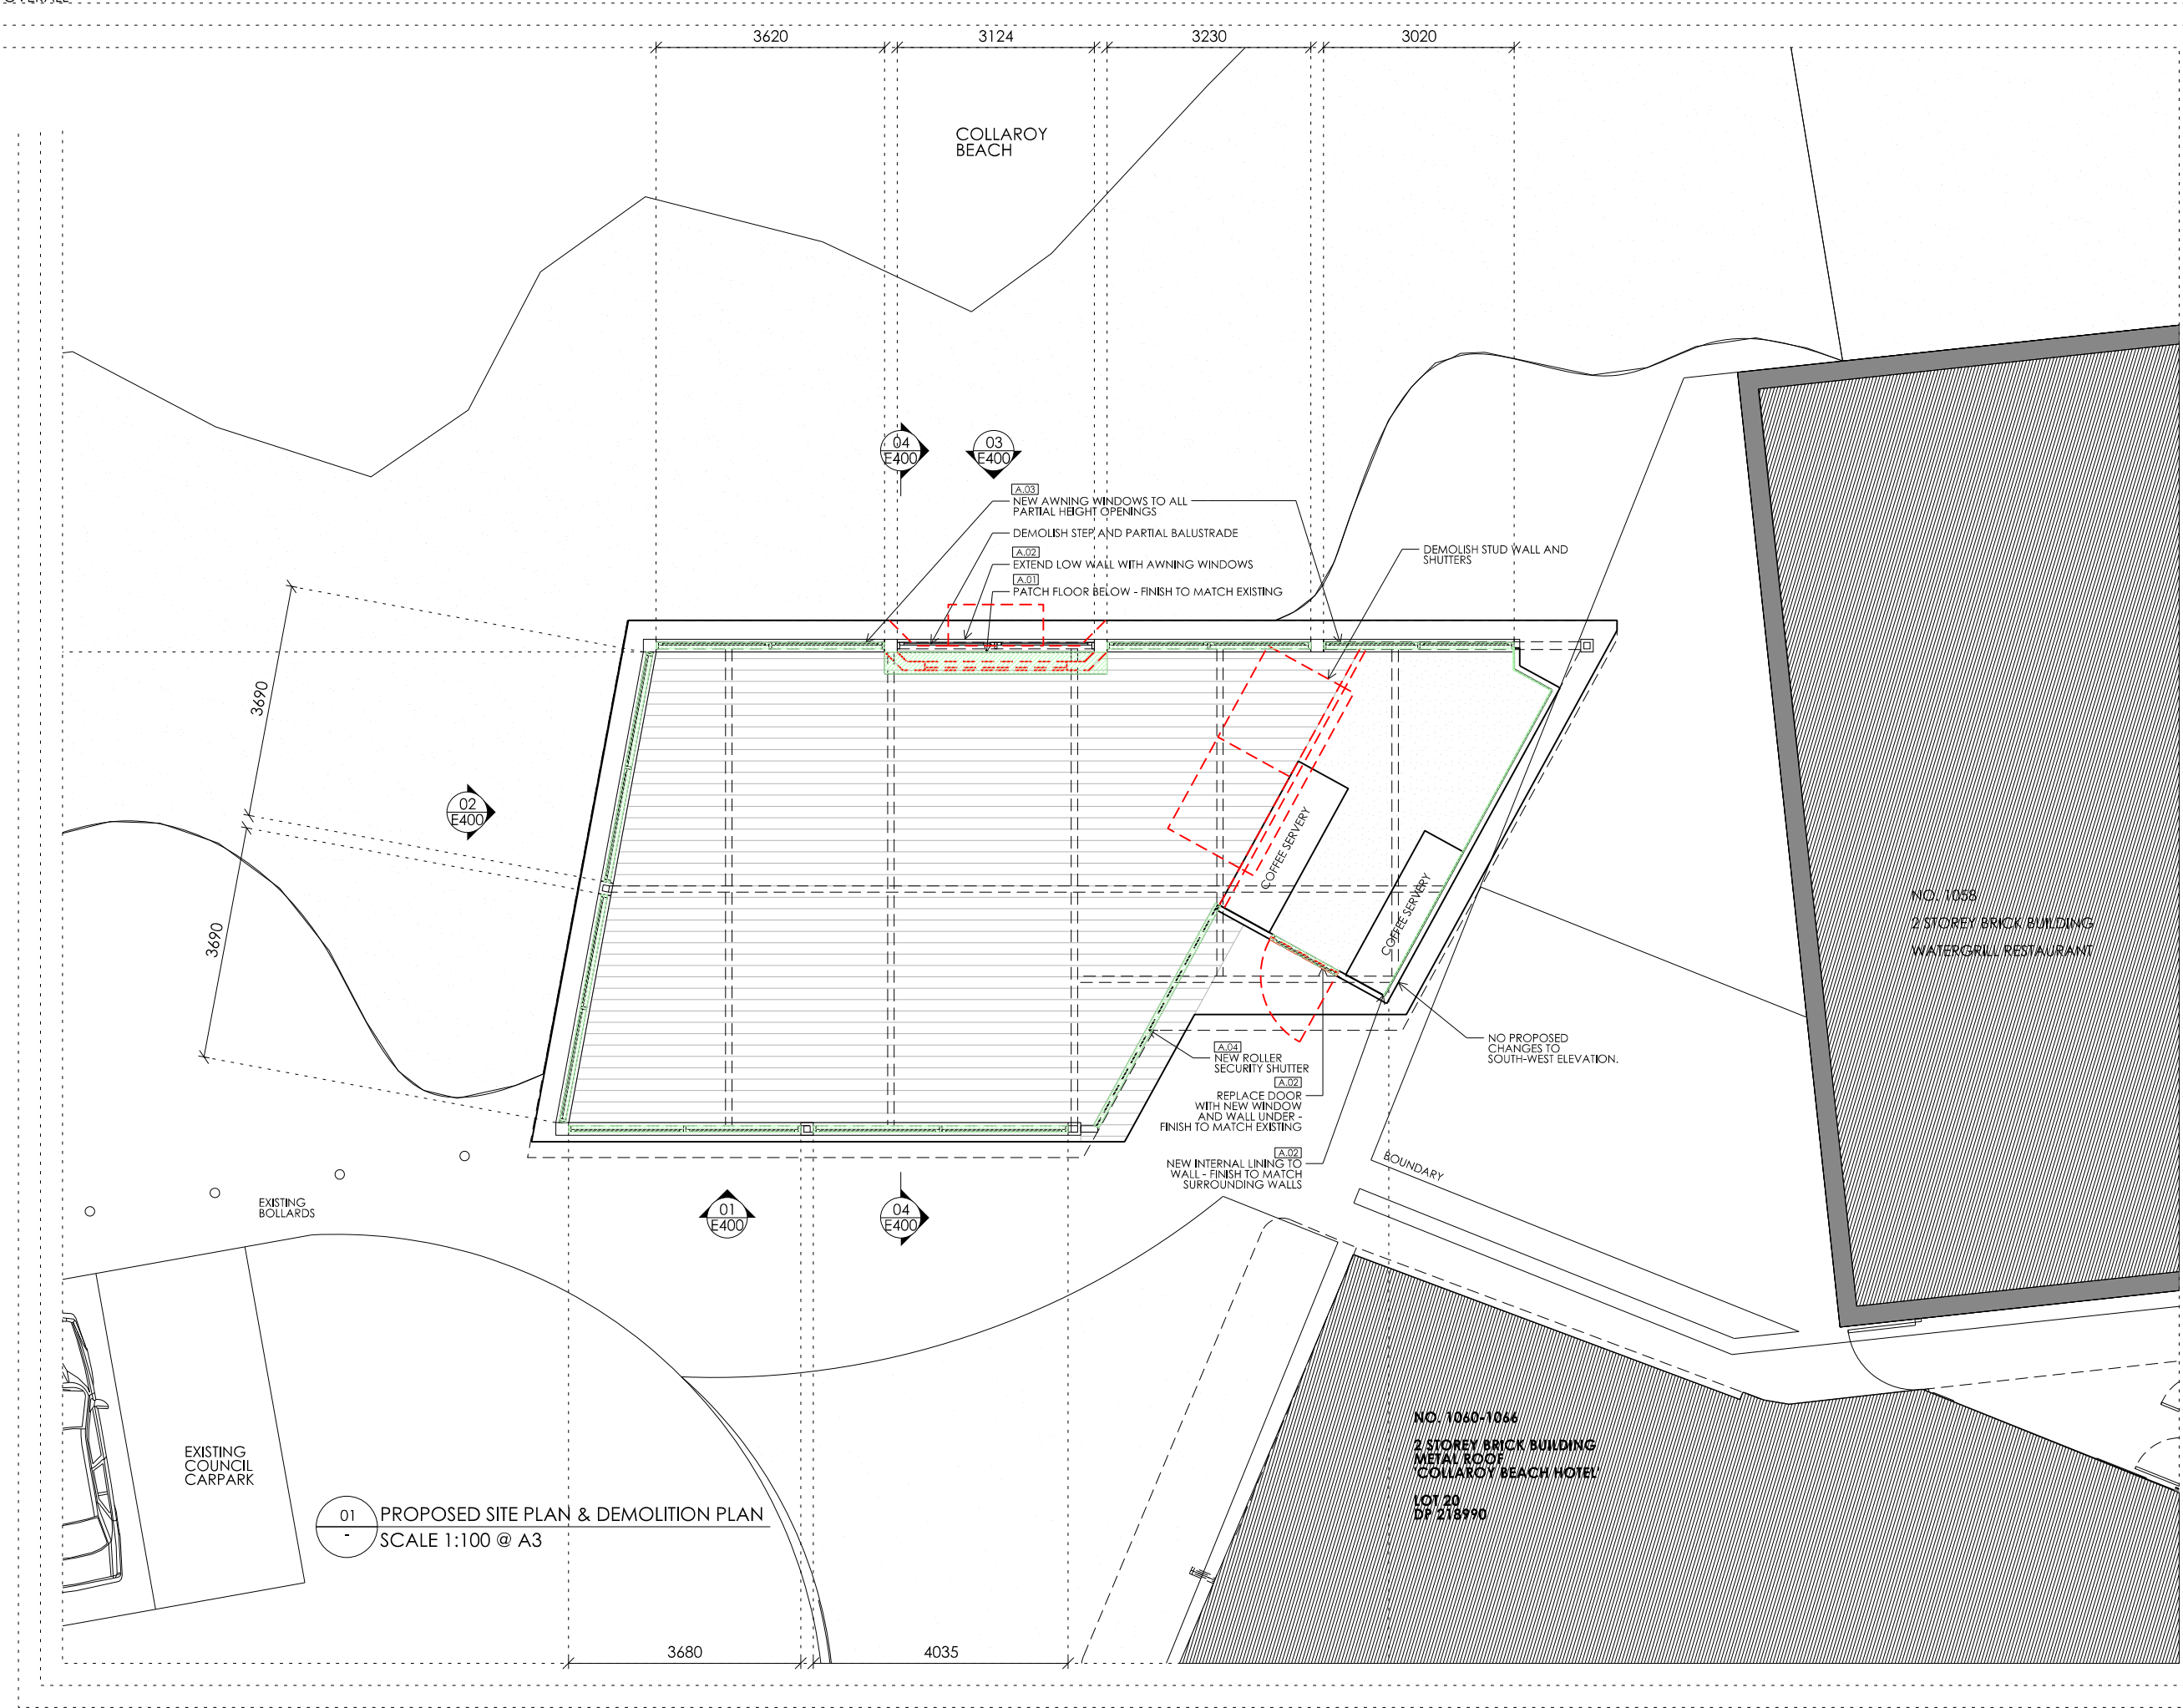 3620
3124
3230
3020
COLLAROY
BEACH
04
E400
03
E400
A.03
NEW AWNING WINDOWS TO ALL
PARTIAL HEIGHT OPENINGS
DEMOLISH STEP AND PARTIAL BALUSTRADE
A.02
EXTEND LOW WALL WITH AWNING WINDOWS
A.01
PATCH FLOOR BELOW - FINISH TO MATCH EXISTING
DEMOLISH STUD WALL AND
SHUTTERS
3690
02
E400
3690
COFFEE SERVERY
COFFEE SERVERY
NO. 1058
2 STOREY BRICK BUILDING
WATERGRILL RESTAURANT
NO PROPOSED
CHANGES TO
SOUTH-WEST ELEVATION.
A.04
NEW ROLLER
SECURITY SHUTTER
A.02
REPLACE DOOR
WITH NEW WINDOW
AND WALL UNDER -
FINISH TO MATCH EXISTING
A.02
NEW INTERNAL LINING TO
WALL - FINISH TO MATCH
SURROUNDING WALLS
BOUNDARY
EXISTING
BOLLARDS
01
E400
04
E400
EXISTING
COUNCIL
CARPARK
NO. 1060-1066
2 STOREY BRICK BUILDING
METAL ROOF
'COLLAROY BEACH HOTEL'
LOT 20
DP 218990
01
-
PROPOSED SITE PLAN & DEMOLITION PLAN
SCALE 1:100 @ A3
3680
4035